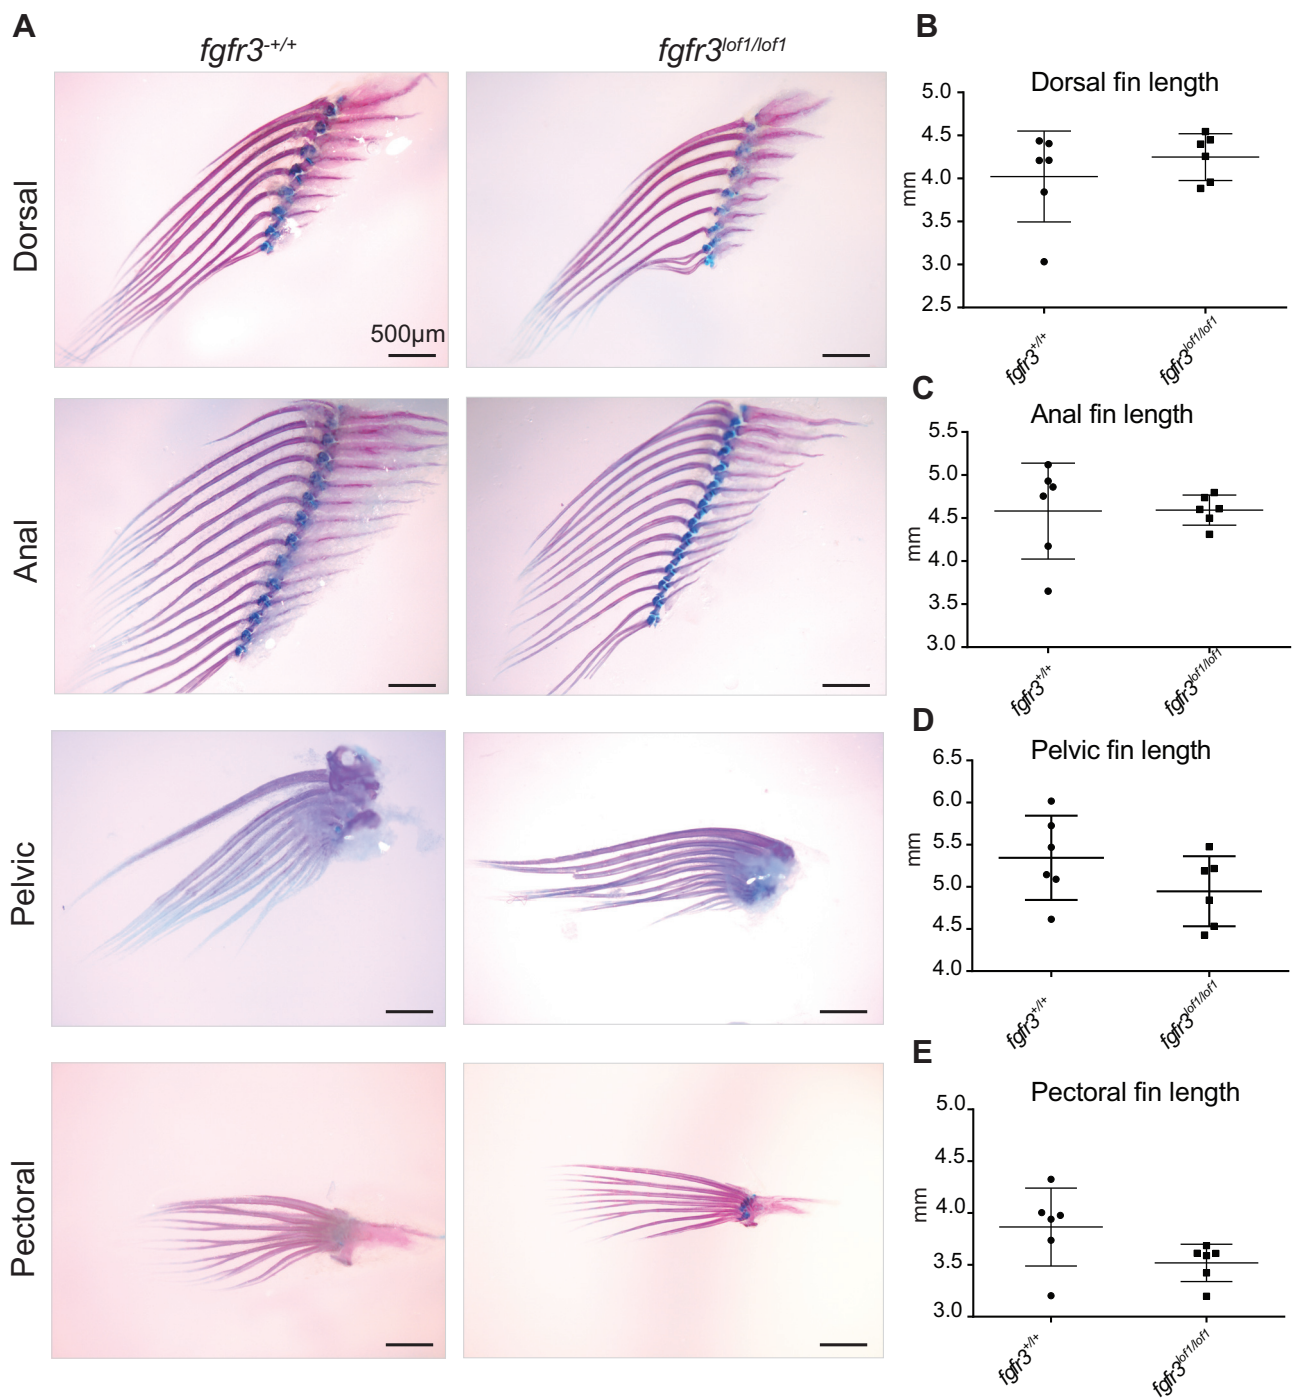 A
fgfr3-+/+
fgfr3lof1/lof1
Dorsal
500µm
Anal
Pelvic
Pectoral
B
Dorsal fin length
mm
5.0
4.5
4.0
3.5
3.0
2.5
fgfr3+/+
fgfr3lof1/lof1
C
Anal fin length
mm
5.5
5.0
4.5
4.0
3.5
3.0
fgfr3+/+
fgfr3lof1/lof1
D
Pelvic fin length
mm
6.5
6.0
5.5
5.0
4.5
4.0
fgfr3+/+
fgfr3lof1/lof1
E
Pectoral fin length
mm
5.0
4.5
4.0
3.5
3.0
fgfr3+/+
fgfr3lof1/lof1